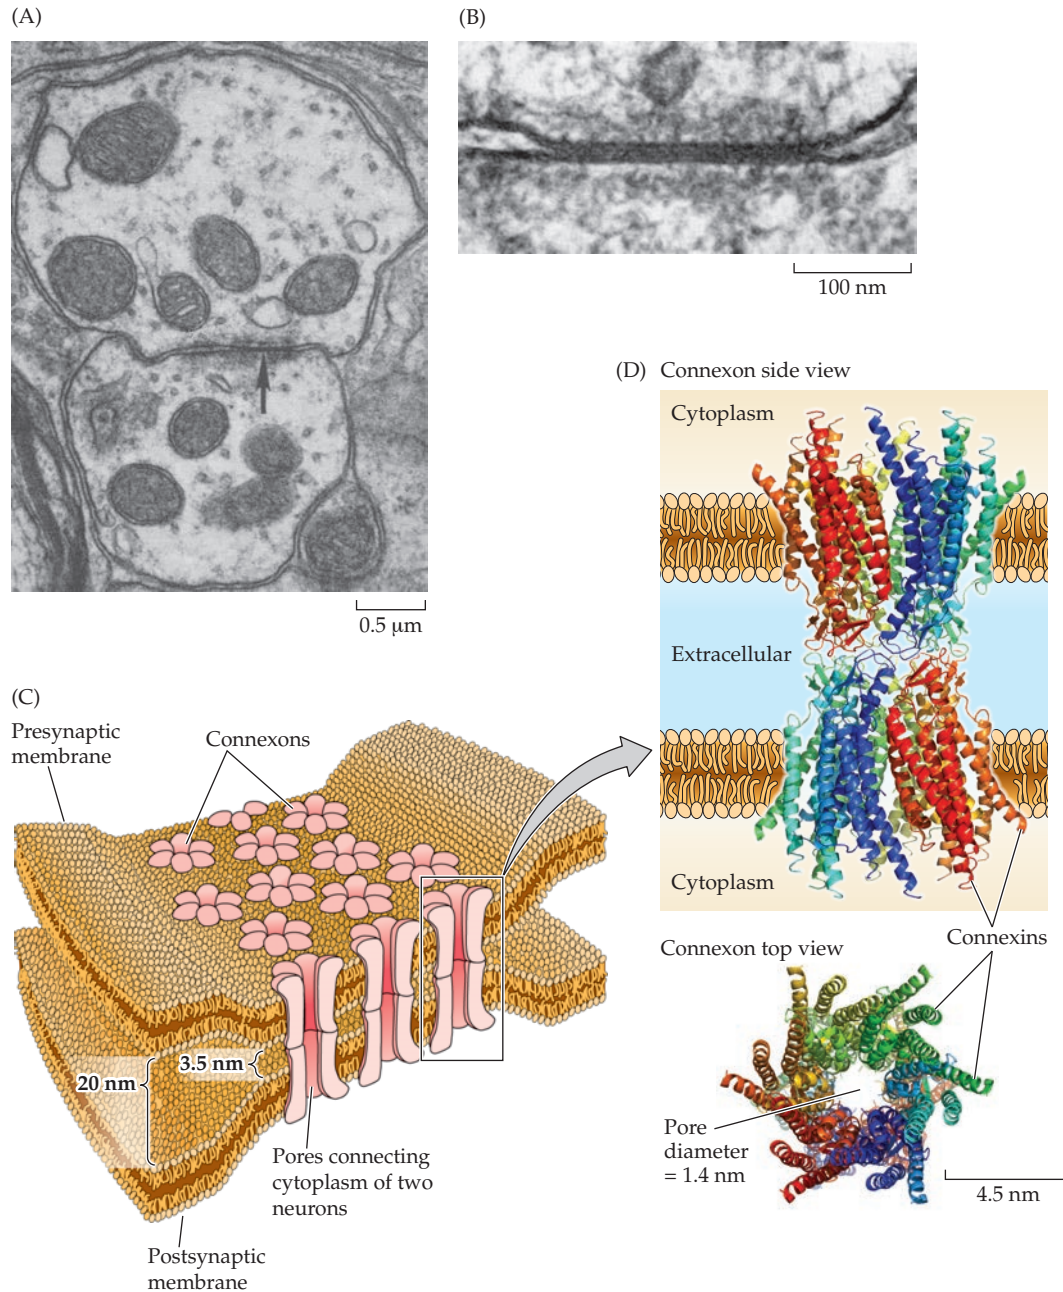 (A)
0.5 µm
(B)
100 nm
(C)
Presynaptic
membrane
Connexons
20 nm
3.5 nm
Pores connecting
cytoplasm of two
neurons
Postsynaptic
membrane
(D) Connexon side view
Cytoplasm
Extracellular
Cytoplasm
Connexins
Connexon top view
Pore
diameter
= 1.4 nm
4.5 nm